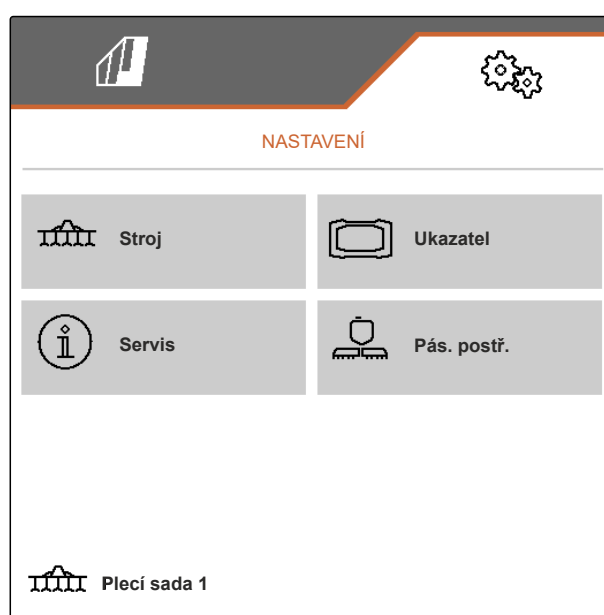 NASTAVENÍ
Stroj
Ukazatel
Servis
Pás. postř.
Plecí sada 1